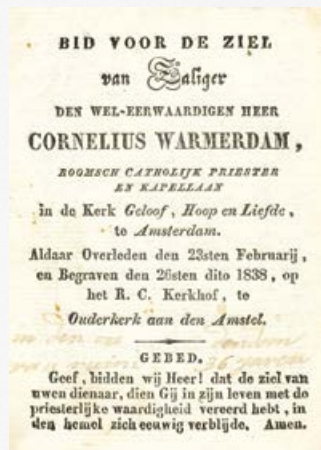 BID VOOR DE ZIEL
van Zaliger
DEN WEL-EERWAARDIGEN HEER
CORNELIUS WARMERDAM,
ROOMSCH CATHOLIJK PRIESTER
EN KAPELLAAN
in de Kerk Geloof, Hoop en Liefde,
te Amsterdam.
Aldaar Overleden den 23sten Februarij,
en Begraven den 26sten dito 1838, op
het R. C. Kerkhof, te
Ouderkerk aan den Amstel.
GEBED.
Geef, bidden wij Heer! dat de ziel van
uwen dienaar, dien Gij in zijn leven met de
priesterlijke waardigheid vereerd hebt, in
den hemel zich eeuwig verblijde. Amen.